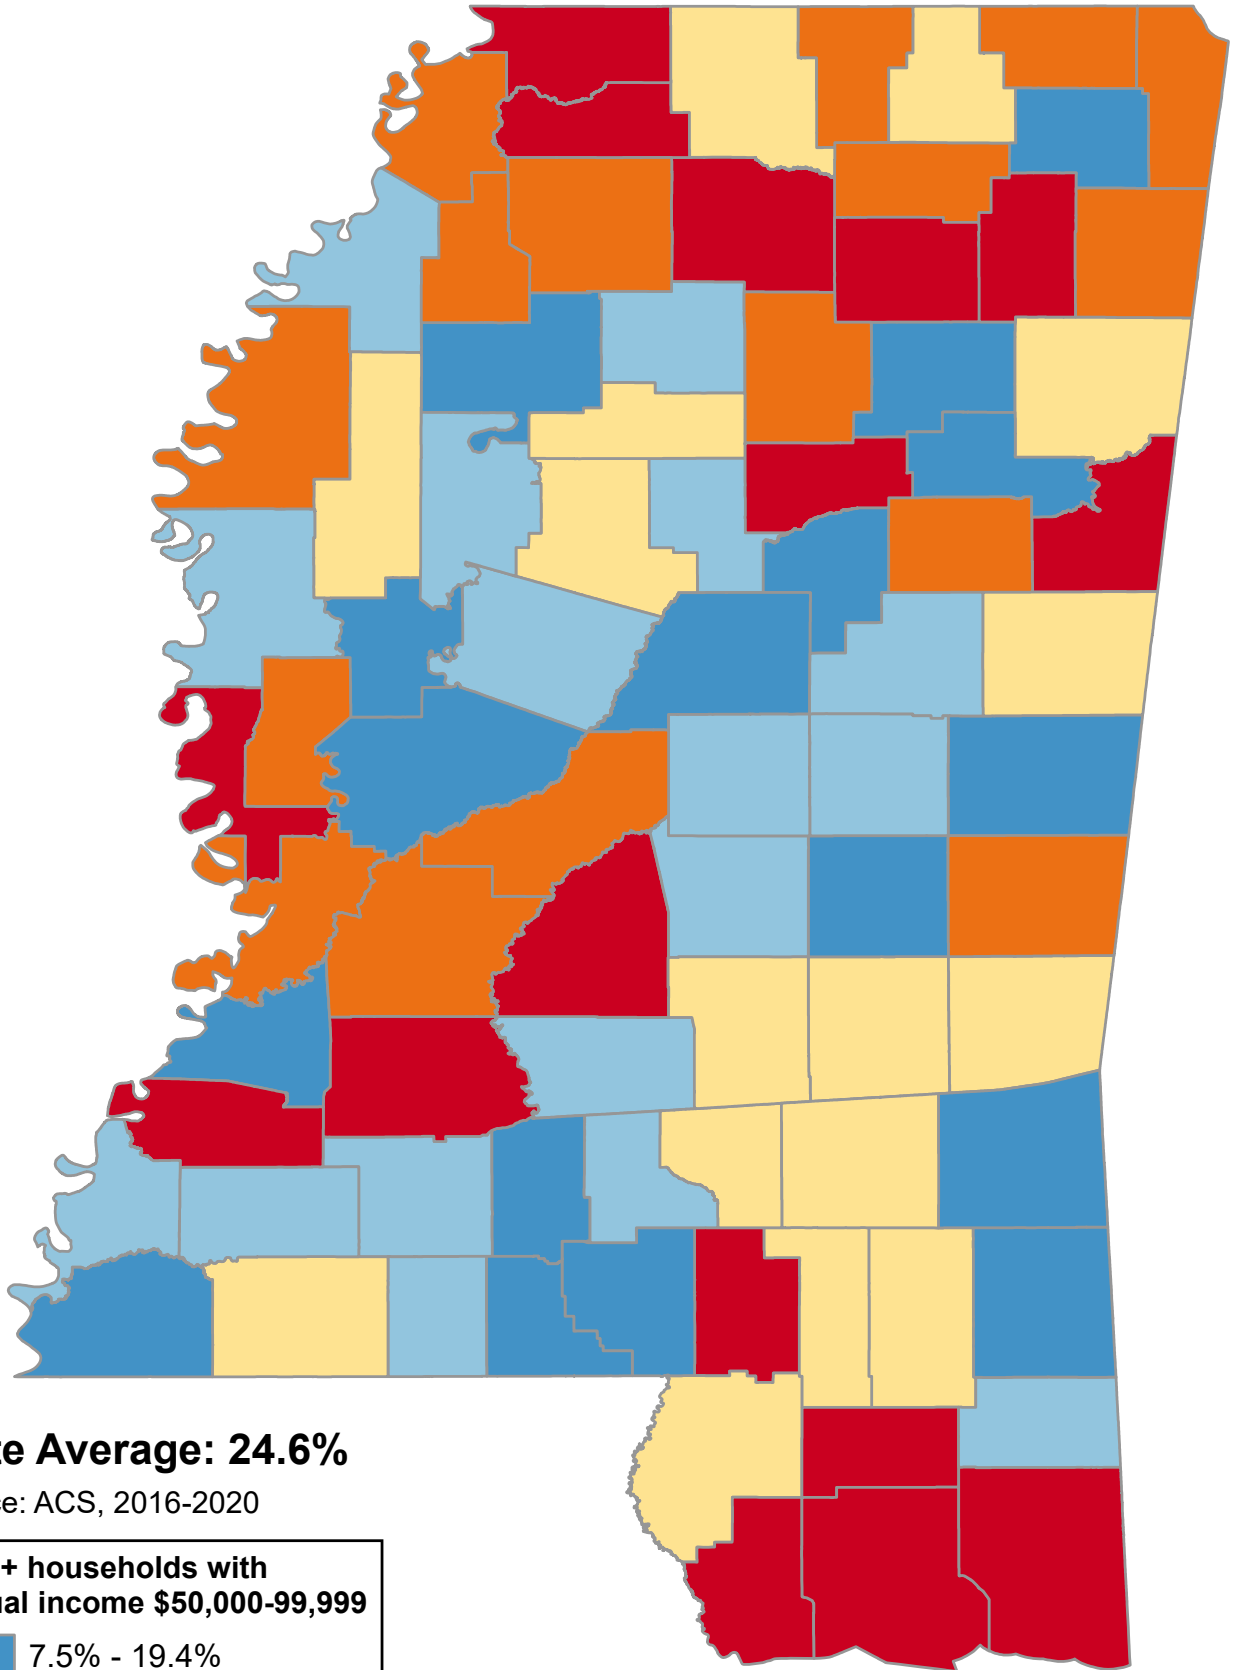 te Average: 24.6%
ce: ACS, 2016-2020
+ households with
ual income $50,000-99,999
7.5% - 19.4%